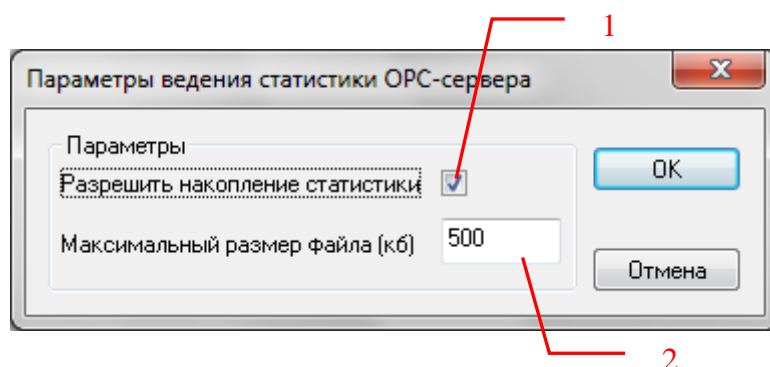 1
Параметры ведения статистики OPC-сервера
Параметры
Разрешить накопление статистики
OK
Максимальный размер файла (кб) 500
Отмена
2